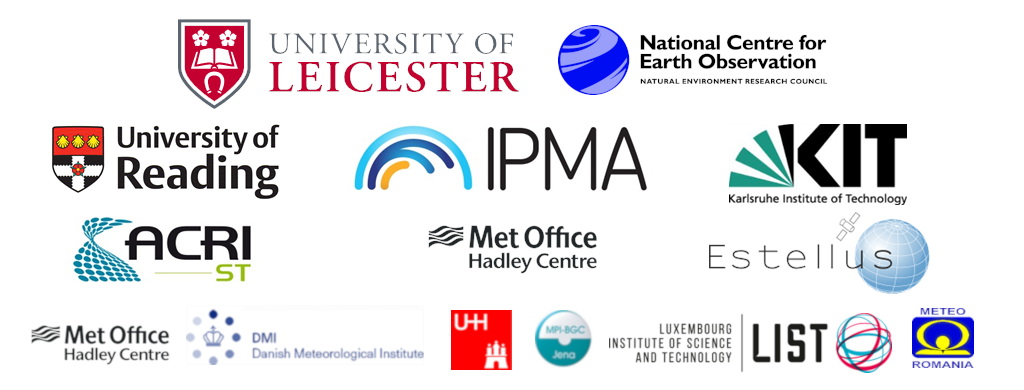 UNIVERSITY OF
LEICESTER
National Centre for
Earth Observation
NATURAL ENVIRONMENT RESEARCH COUNCIL
University of
Reading
IPMA
KIT
Karlsruhe Institute of Technology
ACRI
ST
Met Office
Hadley Centre
Estellus
Met Office
Hadley Centre
DMI
Danish Meteorological Institute
UH
MPI-BGC
Jena
LUXEMBOURG
INSTITUTE OF SCIENCE
AND TECHNOLOGY
LIST
METEO
ROMANIA